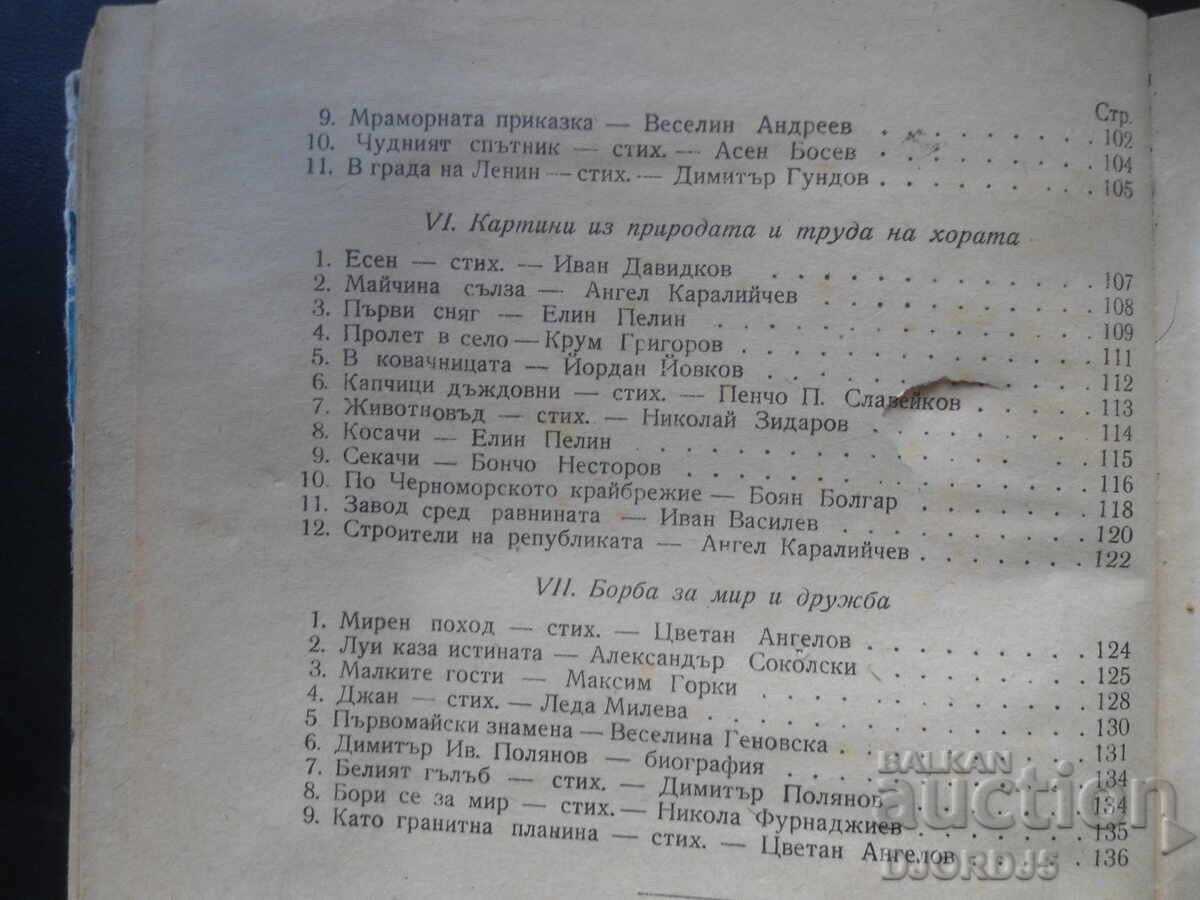 Стр.
9. Мраморната приказка — Веселин Андреев . . . . . . . . 102
10. Чудният спътник — стих. — Асен Босев . . . . . . . . 104
11. В града на Ленин — стих. — Димитър Гундов . . . . . . . . 105
VI. Картини из природата и труда на хората
1. Есен — стих. — Иван Давидков . . . . . . . . 107
2. Майчина сълза — Ангел Каралийчев . . . . . . . . 108
3. Първи сняг — Елин Пелин . . . . . . . . 109
4. Пролет в село — Крум Григоров . . . . . . . . 111
5. В ковачницата — Йордан Йовков . . . . . . . . 112
6. Капчици дъждовни — стих. — Пенчо П. Славейков . . . . . 113
7. Животновъд — стих. — Николай Зидаров . . . . . . . . 114
8. Косачи — Елин Пелин . . . . . . . . 115
9. Секачи — Бончо Несторов . . . . . . . . 116
10. По Черноморското крайбрежие — Боян Болгар . . . . . . . . 118
11. Завод сред равнината — Иван Василев . . . . . . . . 120
12. Строители на републиката — Ангел Каралийчев . . . . . . . 122
VII. Борба за мир и дружба
1. Мирен поход — стих. — Цветан Ангелов . . . . . . . . 124
2. Луи каза истината — Александър Соколски . . . . . . . . 125
3. Малките гости — Максим Горки . . . . . . . . 128
4. Джан — стих. — Леда Милева . . . . . . . . 130
5 Първомайски знамена — Веселина Геновска . . . . . . . . 131
6. Димитър Ив. Полянов — биография . . . . . . . . 134
7. Белият гълъб — стих. — Димитър Полянов . . . . . . . . 134
8. Бори се за мир — стих. — Никола Фурнаджиев . . . . . . . 135
9. Като гранитна планина — стих. — Цветан Ангелов . . . . . 136
BALKAN
auction
DJORDJ5